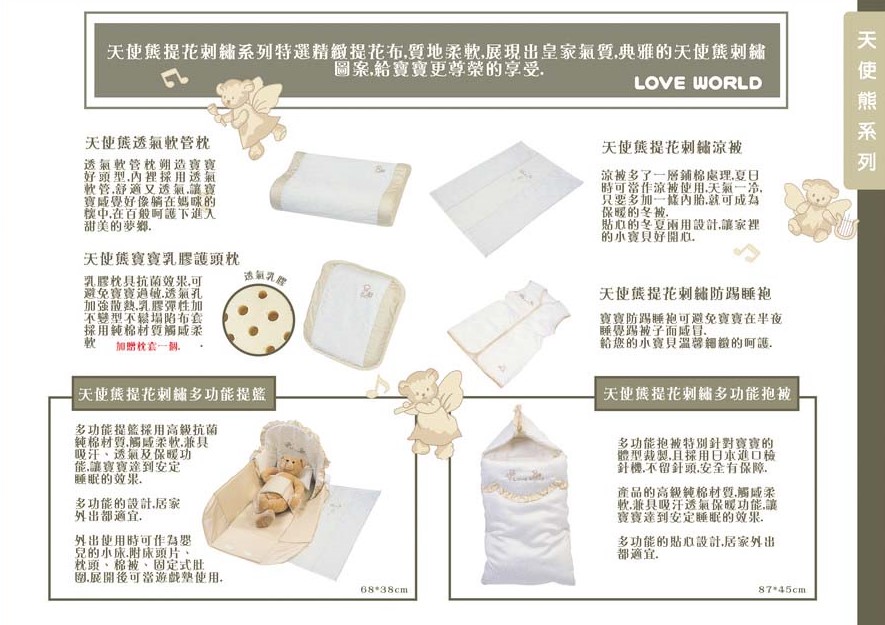 天使熊提花刺繡系列特選精緻提花布,質地柔軟,展現出皇家氣質,典雅的天使熊刺繡
圖案,給寶寶更尊榮的享受.
LOVE WORLD
天使熊系列
天使熊透氣軟管枕
透氣軟管枕朔造寶寶
好頭型,內裡採用透氣
軟管,舒適又透氣,讓寶
寶感覺好像躺在媽咪的
懷中,在百般呵護下進入
甜美的夢鄉.
天使熊提花刺繡涼被
涼被多了一層鋪棉處理,夏日
時可當作涼被使用,天氣一冷,
只要多加一條內胎,就可成為
保暖的冬被.
貼心的冬夏兩用設計,讓家裡
的小寶貝好開心.
天使熊寶寶乳膠護頭枕
乳膠枕具抗菌效果,可
避免寶寶過敏.透氣孔
加強散熱,乳膠彈性加
不變型不鬆塌陷布套
採用純棉材質觸感柔
軟
加贈枕套一個.
透氣乳膠
天使熊提花刺繡防踢睡袍
寶寶防踢睡袍可避免寶寶在半夜
睡覺踢被子而感冒.
給您的小寶貝溫馨細緻的呵護.
天使熊提花刺繡多功能提籃
多功能提籃採用高級抗菌
純棉材質,觸感柔軟,兼具
吸汗、透氣及保暖功
能,讓寶寶達到安定
睡眠的效果.
多功能的設計,居家
外出都適宜.
外出使用時可作為嬰
兒的小床.附床頭片、
枕頭、棉被、固定式肚
圍,展開後可當遊戲墊使用.
68*38cm
天使熊提花刺繡多功能抱被
多功能抱被特別針對寶寶的
體型裁製,且採用日本進口檢
針機,不留針頭,安全有保障.
產品的高級純棉材質,觸感柔
軟,兼具吸汗透氣保暖功能,讓
寶寶達到安定睡眠的效果.
多功能的貼心設計,居家外出
都適宜.
87*45cm